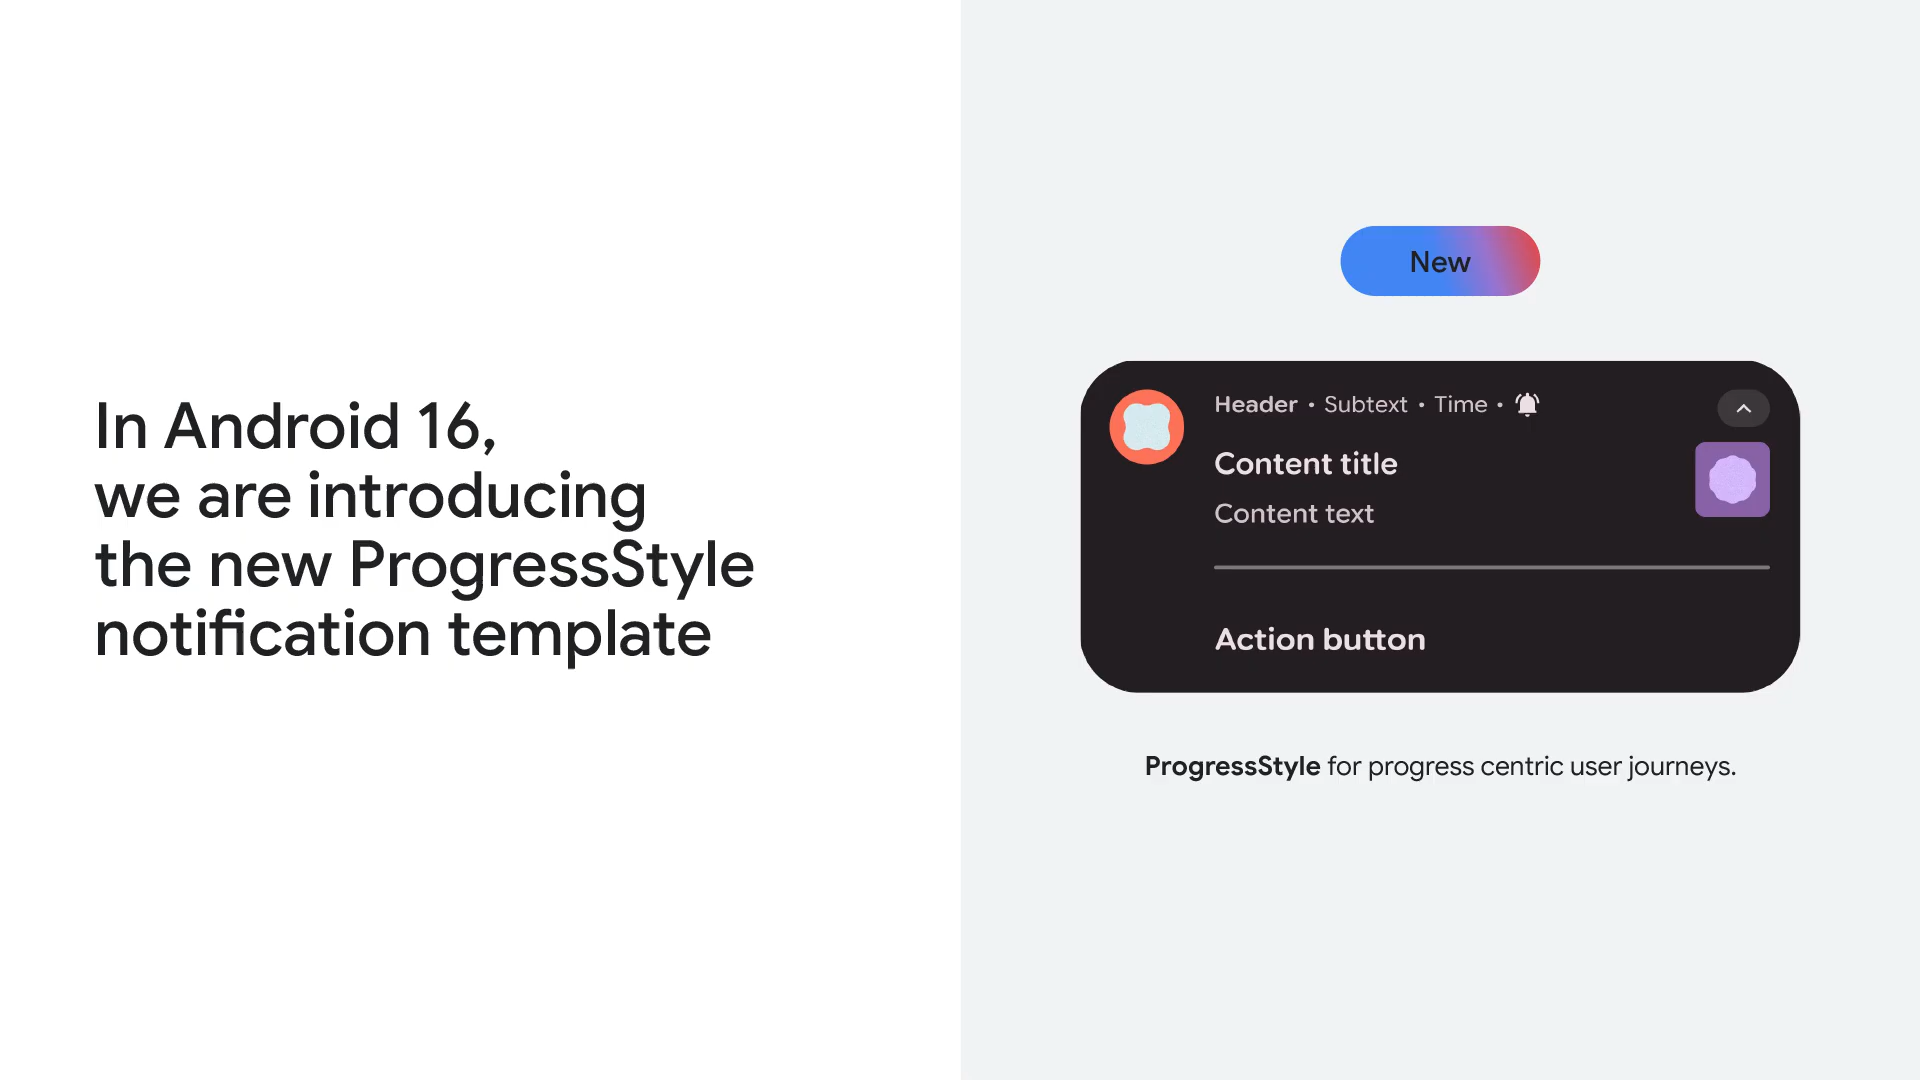 In Android 16,
we are introducing
the new ProgressStyle
notification template
New
Header • Subtext • Time •
Content title
Content text
Action button
ProgressStyle for progress centric user journeys.